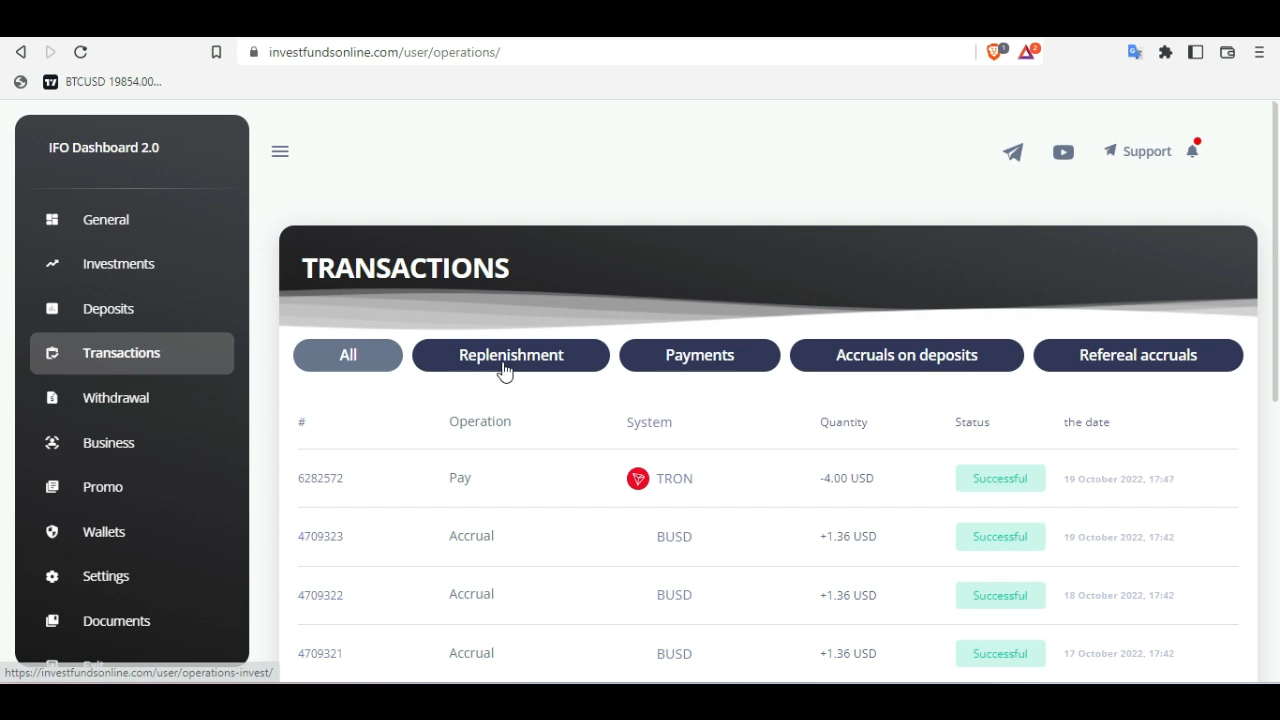 investfundsonline.com/user/operations/
1
2
BTCUSD 19854.00...
IFO Dashboard 2.0
Support
General
Investments
Deposits
Transactions
Withdrawal
Business
Promo
Wallets
Settings
Documents
Exit
https://investfundsonline.com/user/operations-invest/
TRANSACTIONS
All Replenishment Payments Accruals on deposits Refereal accruals
# Operation System Quantity Status the date
6282572 Pay TRON -4.00 USD Successful 19 October 2022, 17:47
4709323 Accrual BUSD +1.36 USD Successful 19 October 2022, 17:42
4709322 Accrual BUSD +1.36 USD Successful 18 October 2022, 17:42
4709321 Accrual BUSD +1.36 USD Successful 17 October 2022, 17:42